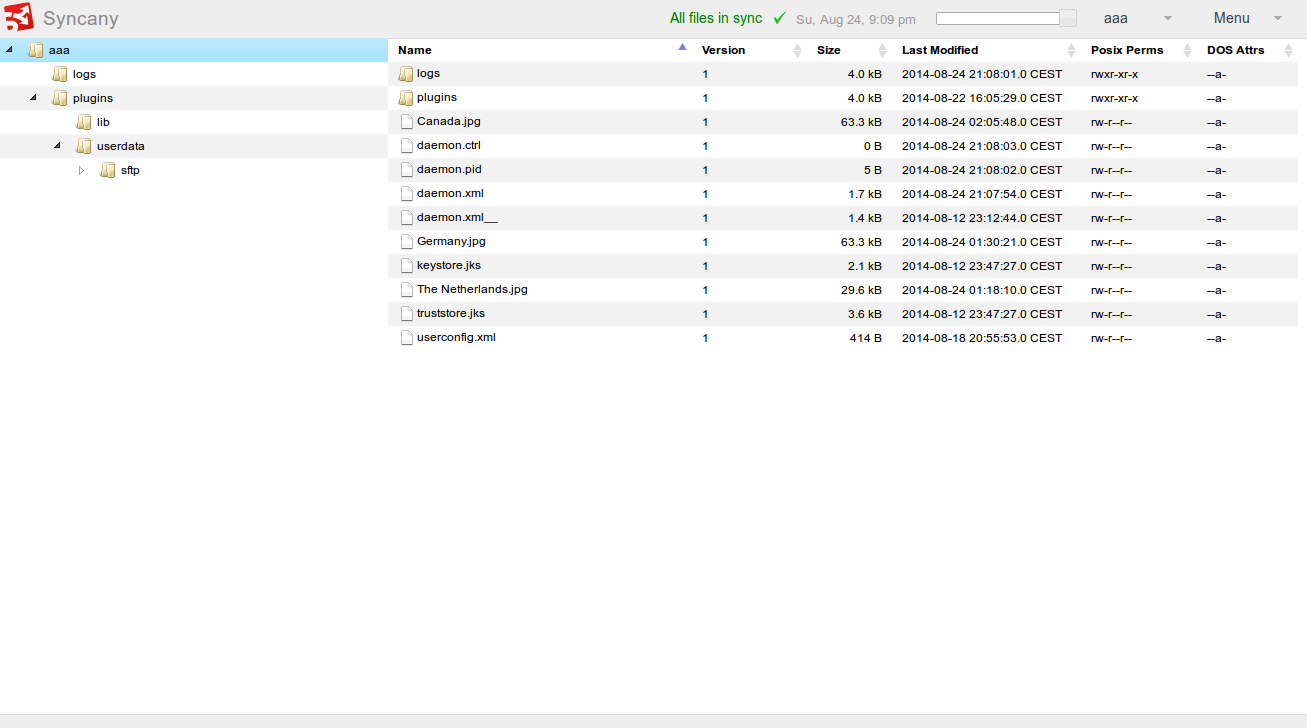 Syncany
All files in sync ✓ Su, Aug 24, 9:09 pm aaa Menu
aaa
logs
plugins
lib
userdata
sftp
Name Version Size Last Modified Posix Perms DOS Attrs
logs 1 4.0 kB 2014-08-24 21:08:01.0 CEST rwxr-xr-x --a-
plugins 1 4.0 kB 2014-08-22 16:05:29.0 CEST rwxr-xr-x --a-
Canada.jpg 1 63.3 kB 2014-08-24 02:05:48.0 CEST rw-r--r-- --a-
daemon.ctrl 1 0 B 2014-08-24 21:08:03.0 CEST rw-r--r-- --a-
daemon.pid 1 5 B 2014-08-24 21:08:02.0 CEST rw-r--r-- --a-
daemon.xml 1 1.7 kB 2014-08-24 21:07:54.0 CEST rw-r--r-- --a-
daemon.xml__ 1 1.4 kB 2014-08-12 23:12:44.0 CEST rw-r--r-- --a-
Germany.jpg 1 63.3 kB 2014-08-24 01:30:21.0 CEST rw-r--r-- --a-
keystore.jks 1 2.1 kB 2014-08-12 23:47:27.0 CEST rw-r--r-- --a-
The Netherlands.jpg 1 29.6 kB 2014-08-24 01:18:10.0 CEST rw-r--r-- --a-
truststore.jks 1 3.6 kB 2014-08-12 23:47:27.0 CEST rw-r--r-- --a-
userconfig.xml 1 414 B 2014-08-18 20:55:53.0 CEST rw-r--r-- --a-